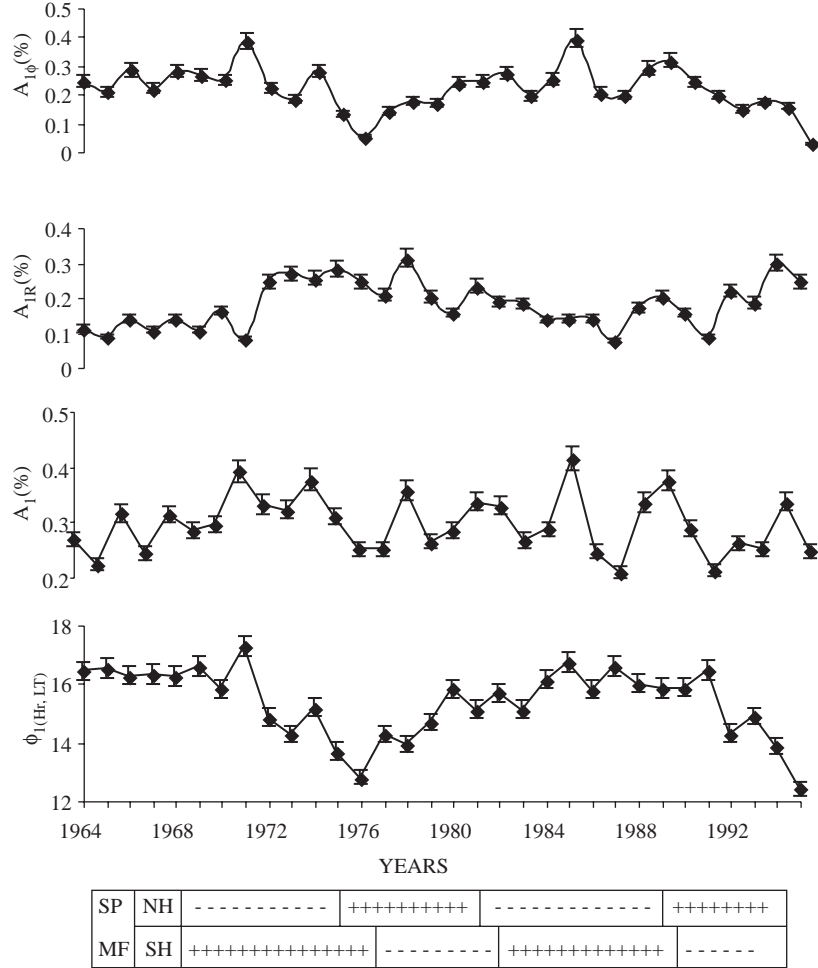 0.5
0.4
0.3
0.2
0.1
0
A1ϕ(%)
0.4
0.3
0.2
0.1
0
A1R(%)
0.5
0.4
0.3
0.2
A1(%)
18
16
14
12
ϕ1(Hr, LT)
1964 1968 1972 1976 1980 1984 1988 1992
YEARS
SP NH - - - - - - - - - - - ++++++++++ - - - - - - - - - - - - - ++++++++
MF SH +++++++++++++++ - - - - - - - - - +++++++++++++ - - - - - -